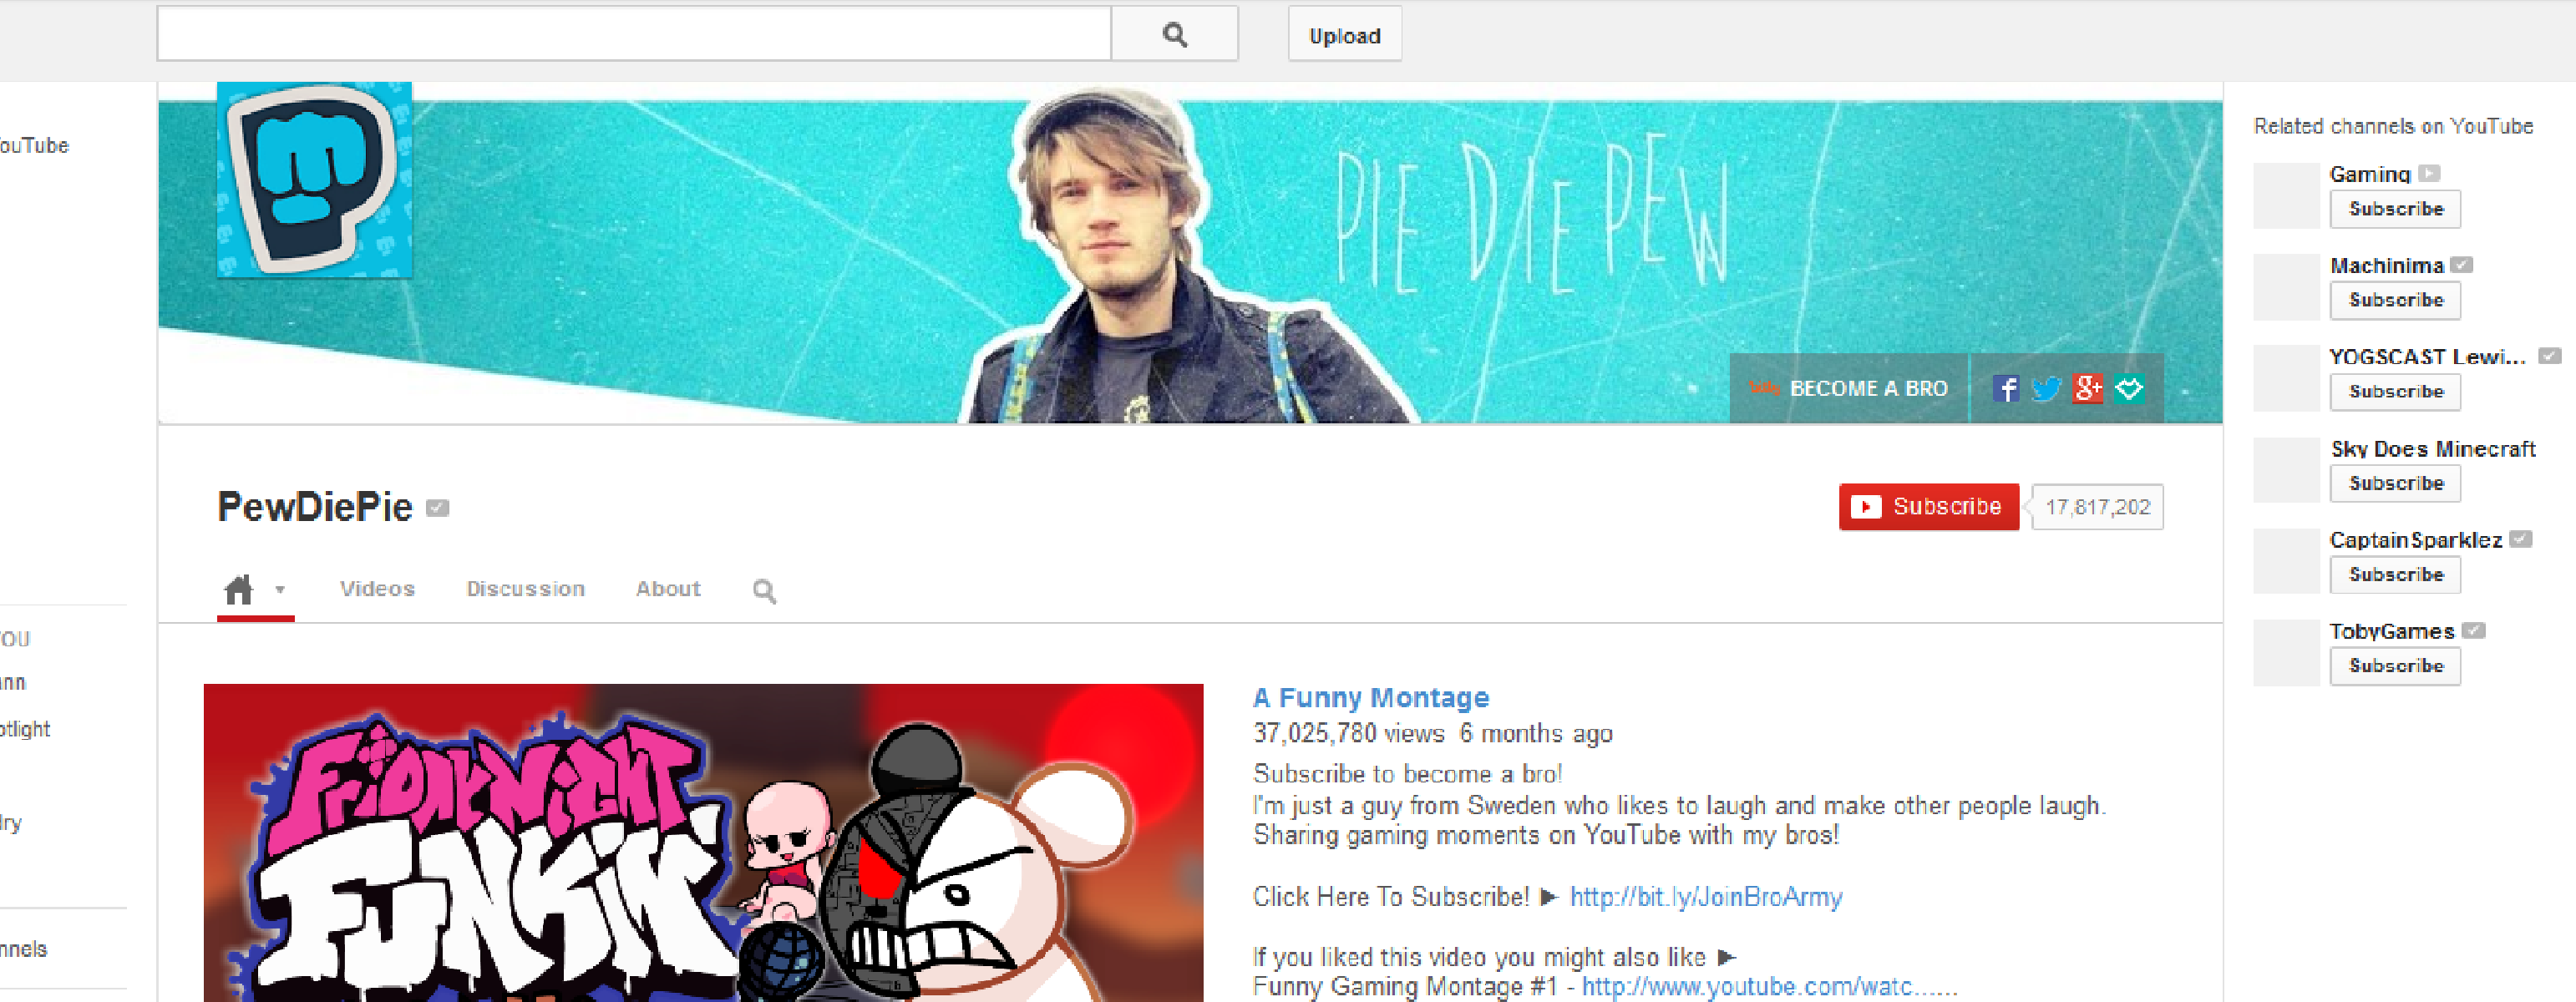 Upload
ouTube
PIE DIE PEW
BECOME A BRO
PewDiePie
Subscribe 17,817,202
Videos Discussion About
OU
ann
otlight
dry
nnels
FRIDAY NIGHT
FUNKIN
A Funny Montage
37,025,780 views 6 months ago
Subscribe to become a bro!
I'm just a guy from Sweden who likes to laugh and make other people laugh.
Sharing gaming moments on YouTube with my bros!
Click Here To Subscribe! ► http://bit.ly/JoinBroArmy
If you liked this video you might also like ►
Funny Gaming Montage #1 - http://www.youtube.com/watc......
Related channels on YouTube
Gaming
Subscribe
Machinima
Subscribe
YOGSCAST Lewi...
Subscribe
Sky Does Minecraft
Subscribe
CaptainSparklez
Subscribe
TobyGames
Subscribe